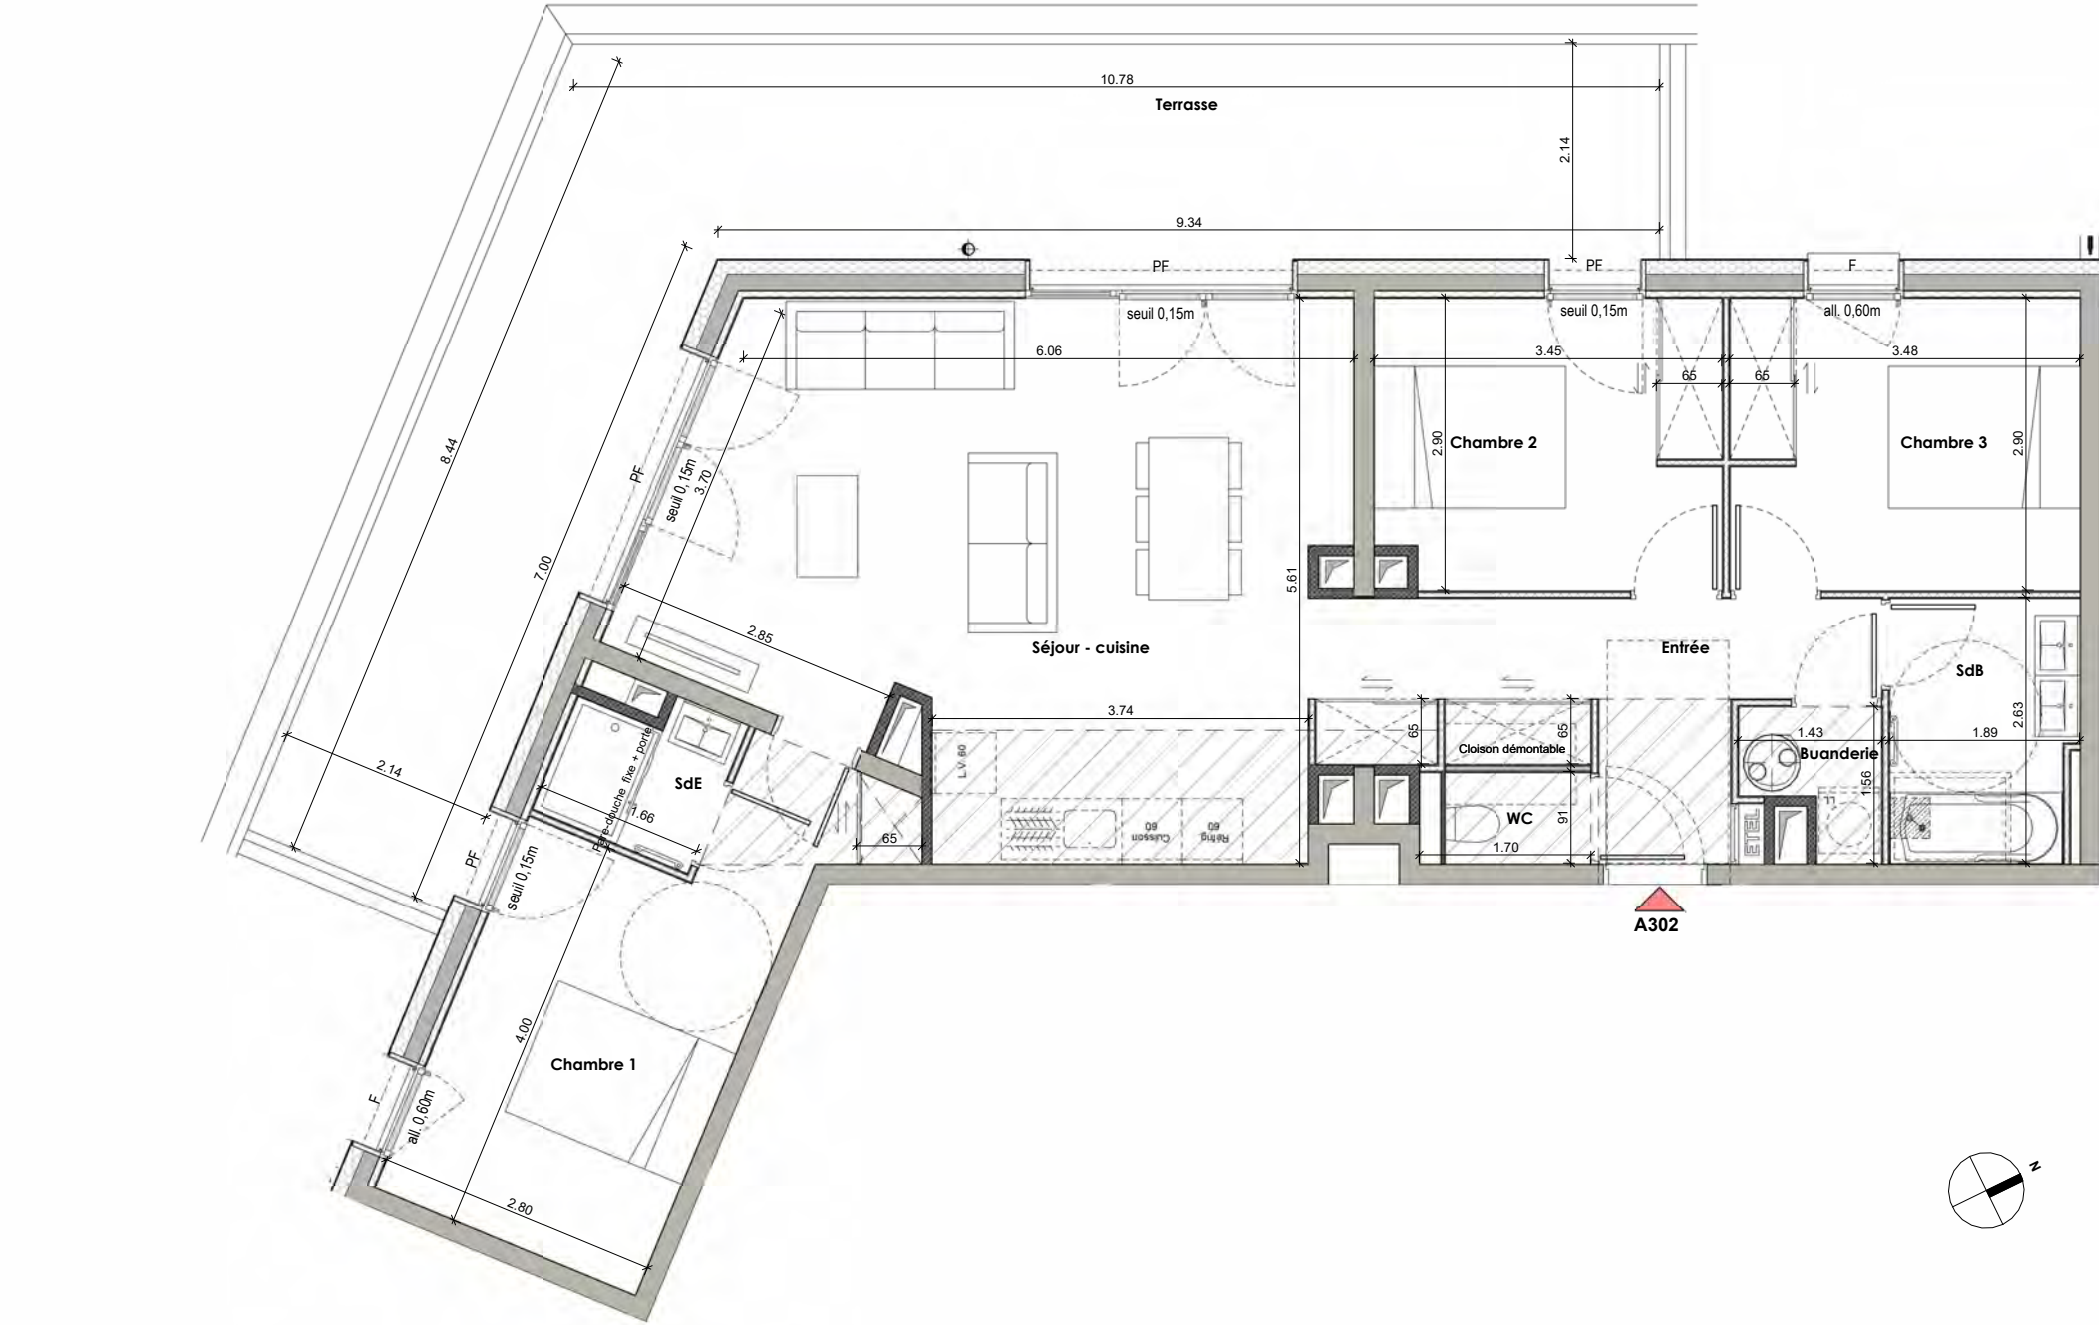 10.78
Terrasse
2.14
9.34
PF
PF
F
seuil 0,15m
seuil 0,15m
all. 0,60m
6.06
3.45
3.48
65
65
8.44
Chambre 2
2.90
Chambre 3
2.90
PF
seuil 0,15m
3.70
7.00
5.61
2.85
Séjour - cuisine
Entrée
SdB
3.74
65
65
2.63
Cloison démontable
1.43
1.89
Buanderie
1.56
2.14
Pare-douche fixe + porte
SdE
1.66
L.V. 60
65
Cuisson
60
Réfrig
60
WC
91
1.70
ETEL
LL
PF
seuil 0,15m
A302
4.00
Chambre 1
F
all. 0,60m
2.80
N